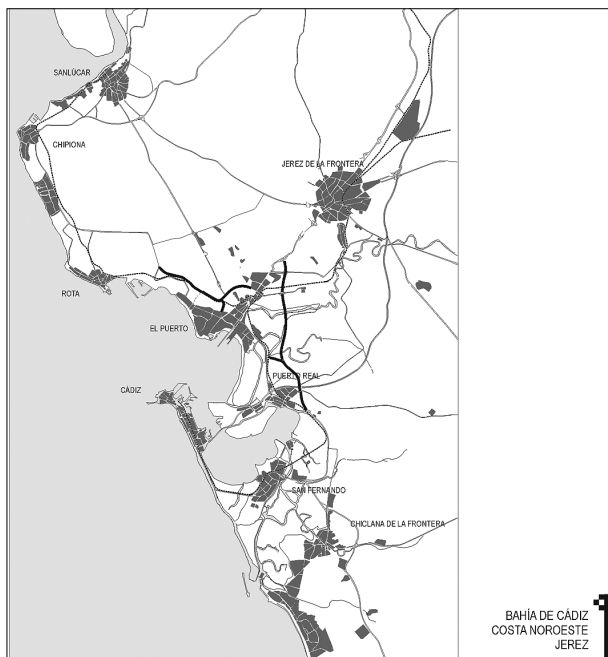 SANLÚCAR
CHIPIONA
JEREZ DE LA FRONTERA
ROTA
EL PUERTO
PUERTO REAL
CÁDIZ
SAN FERNANDO
CHICLANA DE LA FRONTERA
BAHÍA DE CÁDIZ
COSTA NOROESTE
JEREZ